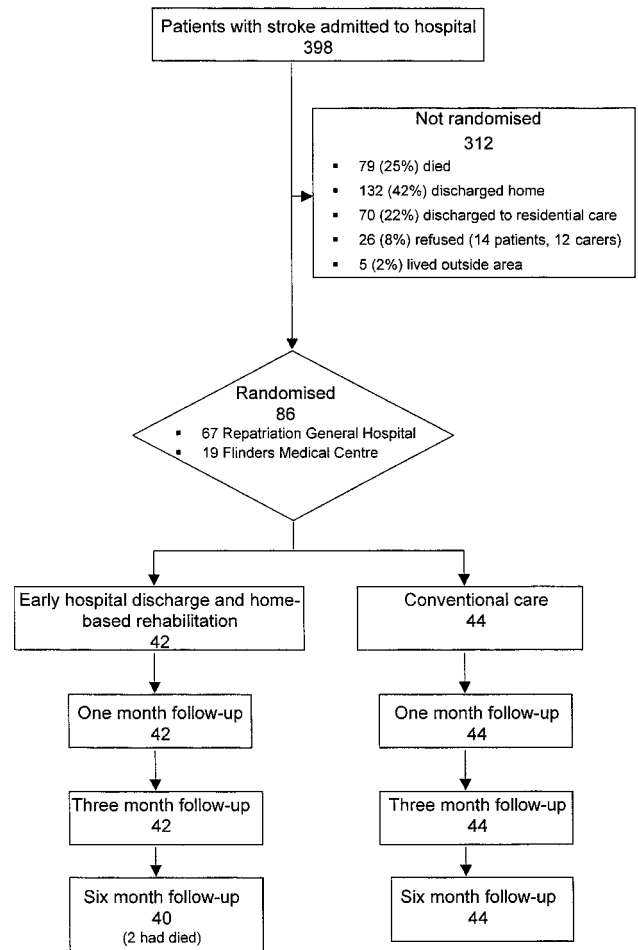 Patients with stroke admitted to hospital
398
Not randomised
312
▪ 79 (25%) died
▪ 132 (42%) discharged home
▪ 70 (22%) discharged to residential care
▪ 26 (8%) refused (14 patients, 12 carers)
▪ 5 (2%) lived outside area
Randomised
86
▪ 67 Repatriation General Hospital
▪ 19 Flinders Medical Centre
Early hospital discharge and home-
based rehabilitation
42
Conventional care
44
One month follow-up
42
One month follow-up
44
Three month follow-up
42
Three month follow-up
44
Six month follow-up
40
(2 had died)
Six month follow-up
44